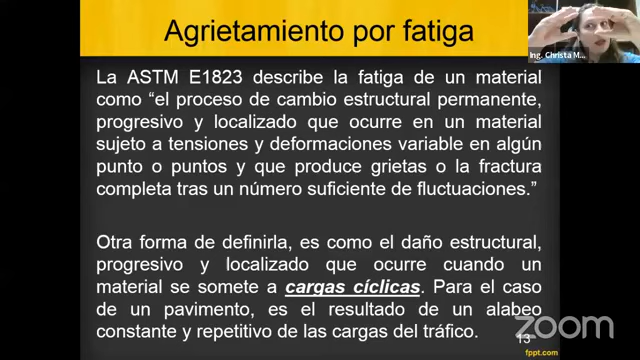 Agrietamiento por fatiga
Ing. Christa M...
La ASTM E1823 describe la fatiga de un material
como “el proceso de cambio estructural permanente,
progresivo y localizado que ocurre en un material
sujeto a tensiones y deformaciones variable en algún
punto o puntos y que produce grietas o la fractura
completa tras un número suficiente de fluctuaciones.”
Otra forma de definirla, es como el daño estructural,
progresivo y localizado que ocurre cuando un
material se somete a cargas cíclicas. Para el caso
de un pavimento, es el resultado de un alabeo
constante y repetitivo de las cargas del tráfico.
zoom
13
fppt.com